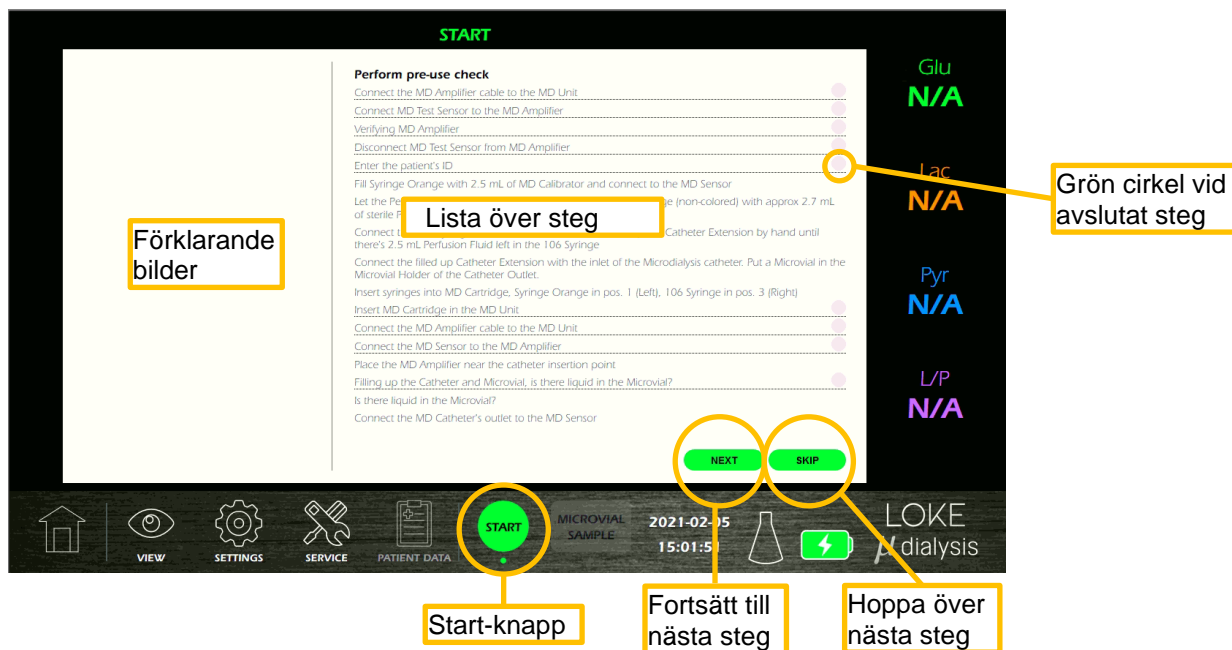 START
Perform pre-use check
Connect the MD Amplifier cable to the MD Unit
Connect MD Test Sensor to the MD Amplifier
Verifying MD Amplifier
Disconnect MD Test Sensor from MD Amplifier
Enter the patient's ID
Fill Syringe Orange with 2.5 mL of MD Calibrator and connect to the MD Sensor
Let the Pe
ge (non-colored) with approx 2.7 mL
of sterile P
Connect t
Catheter Extension by hand until
there's 2.5 mL Perfusion Fluid left in the 106 Syringe
Connect the filled up Catheter Extension with the inlet of the Microdialysis catheter. Put a Microvial in the
Microvial Holder of the Catheter Outlet.
Insert syringes into MD Cartridge, Syringe Orange in pos. 1 (Left), 106 Syringe in pos. 3 (Right)
Insert MD Cartridge in the MD Unit
Connect the MD Amplifier cable to the MD Unit
Connect the MD Sensor to the MD Amplifier
Place the MD Amplifier near the catheter insertion point
Filling up the Catheter and Microvial, is there liquid in the Microvial?
Is there liquid in the Microvial?
Connect the MD Catheter's outlet to the MD Sensor
NEXT
SKIP
Förklarande
bilder
Lista över steg
Glu
N/A
Lac
N/A
Pyr
N/A
L/P
N/A
Grön cirkel vid
avslutat steg
VIEW
SETTINGS
SERVICE
PATIENT DATA
START
MICROVIAL
SAMPLE
2021-02-05
15:01:51
LOKE
μ dialysis
Start-knapp
Fortsätt till
nästa steg
Hoppa över
nästa steg